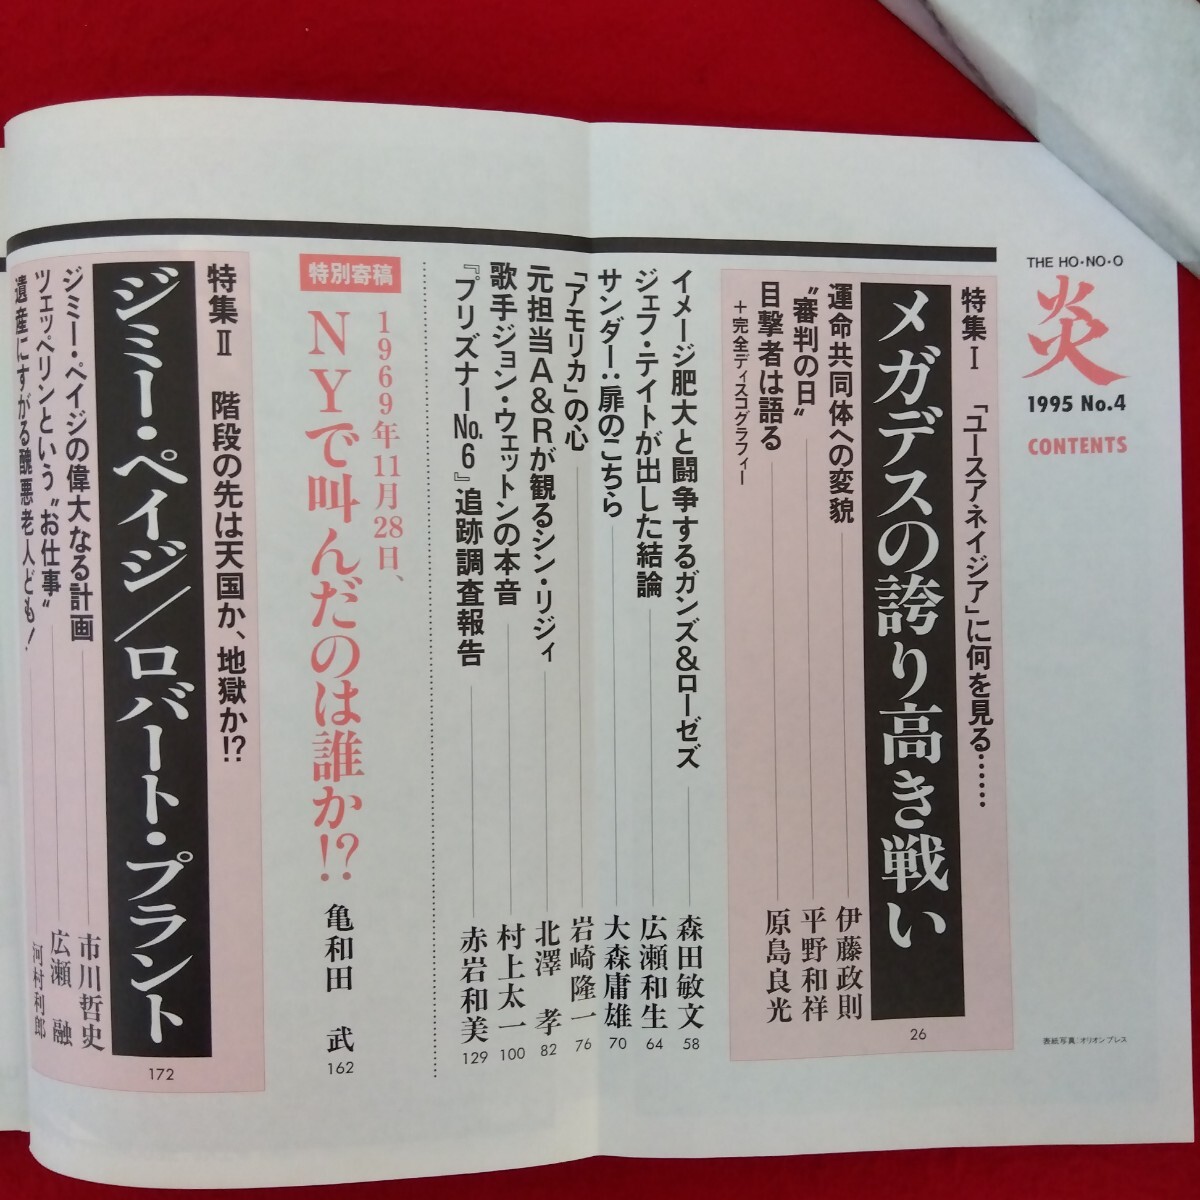 THE HO・NO・O
炎
1995 No.4
CONTENTS
表紙写真:オリオンプレス
特集Ⅰ 「ユースアネイジア」に何を見る……
メガデスの誇り高き戦い
26
運命共同体への変貌 伊藤政則
“審判の日” 平野和祥
目撃者は語る 原島良光
+完全ディスコグラフィー
イメージ肥大と闘争するガンズ&ローゼズ 森田敏文 58
ジェフ・テイトが出した結論 広瀬和生 64
サンダー:扉のこちら 大森庸雄 70
「アモリカ」の心 岩崎隆一 76
元担当A&Rが観るシン・リジィ 北澤 孝 82
歌手ジョン・ウェットンの本音 村上太一 100
『プリズナーNo.6』追跡調査報告 赤岩和美 129
特別寄稿
1969年11月28日、
NYで叫んだのは誰か!? 亀和田 武 162
特集Ⅱ 階段の先は天国か、地獄か!?
ジミー・ペイジ/ロバート・プラント
172
ジミー・ペイジの偉大なる計画 市川哲史
ツェッペリンという“お仕事” 広瀬 融
遺産にすがる醜悪老人ども! 河村利郎